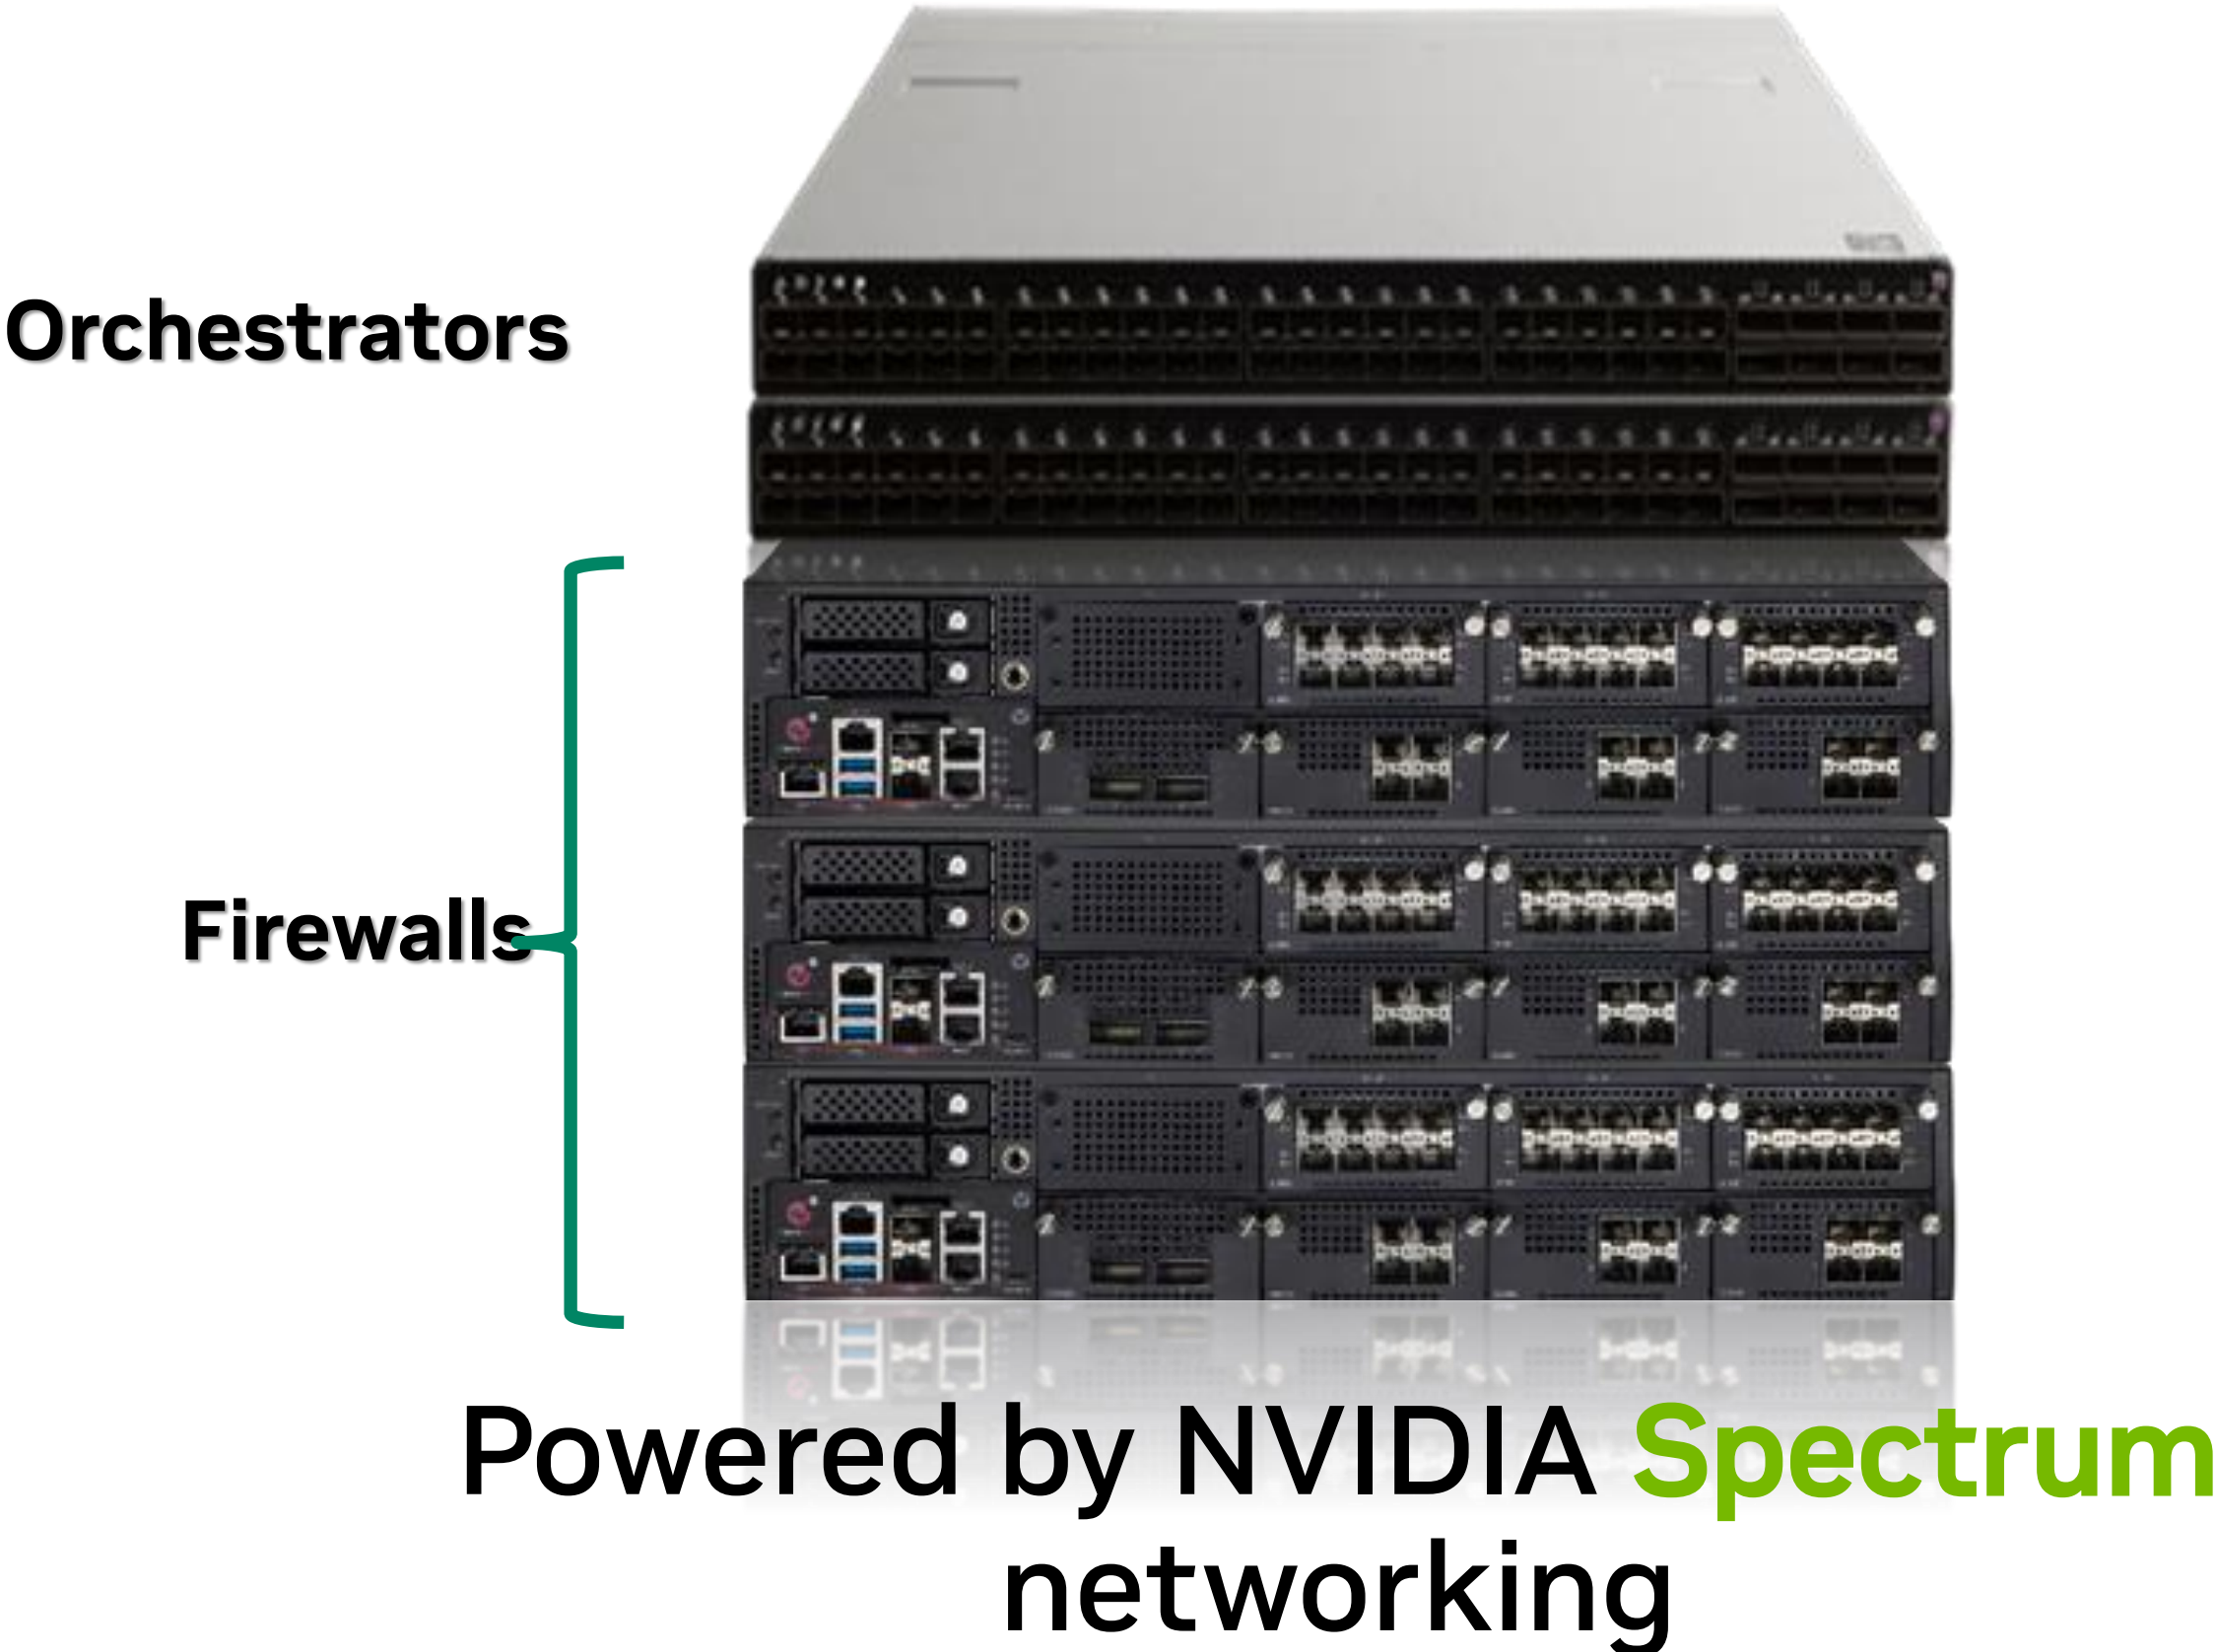 Orchestrators
Firewalls
Powered by NVIDIA Spectrum
networking